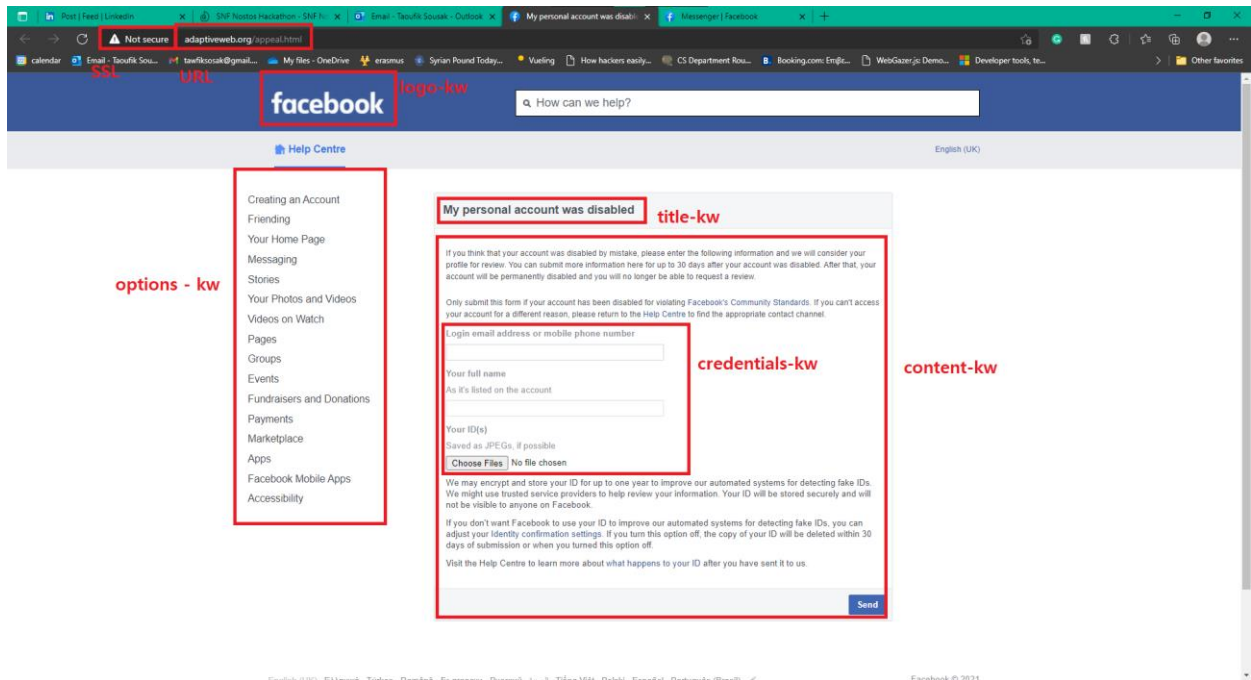 Post | Feed | LinkedIn
SNF Nostos Hackathon - SNF No
Email - Taoufik Sousak - Outlook
My personal account was disabl
Messenger | Facebook
Not secure
adaptiveweb.org/appeal.html
calendar
Email - Taoufik Sou...
tawfiksosak@gmail....
My files - OneDrive
erasmus
Syrian Pound Today...
Vueling
How hackers easily...
CS Department Rou...
Booking.com: Επιβε...
WebGazer.js: Demo...
Developer tools, te...
Other favorites
SSL
URL
logo-kw
facebook
How can we help?
Help Centre
English (UK)
options - kw
Creating an Account
Friending
Your Home Page
Messaging
Stories
Your Photos and Videos
Videos on Watch
Pages
Groups
Events
Fundraisers and Donations
Payments
Marketplace
Apps
Facebook Mobile Apps
Accessibility
My personal account was disabled
title-kw
If you think that your account was disabled by mistake, please enter the following information and we will consider your
profile for review. You can submit more information here for up to 30 days after your account was disabled. After that, your
account will be permanently disabled and you will no longer be able to request a review.
Only submit this form if your account has been disabled for violating Facebook's Community Standards. If you can't access
your account for a different reason, please return to the Help Centre to find the appropriate contact channel.
Login email address or mobile phone number
Your full name
As it's listed on the account
Your ID(s)
Saved as JPEGs, if possible
Choose Files No file chosen
credentials-kw
content-kw
We may encrypt and store your ID for up to one year to improve our automated systems for detecting fake IDs.
We might use trusted service providers to help review your information. Your ID will be stored securely and will
not be visible to anyone on Facebook.
If you don't want Facebook to use your ID to improve our automated systems for detecting fake IDs, you can
adjust your Identity confirmation settings. If you turn this option off, the copy of your ID will be deleted within 30
days of submission or when you turned this option off.
Visit the Help Centre to learn more about what happens to your ID after you have sent it to us.
Send
English (UK) Ελληνικά Türkçe Română Български Русский Tiếng Việt Polski Español Português (Brasil)
Facebook © 2021